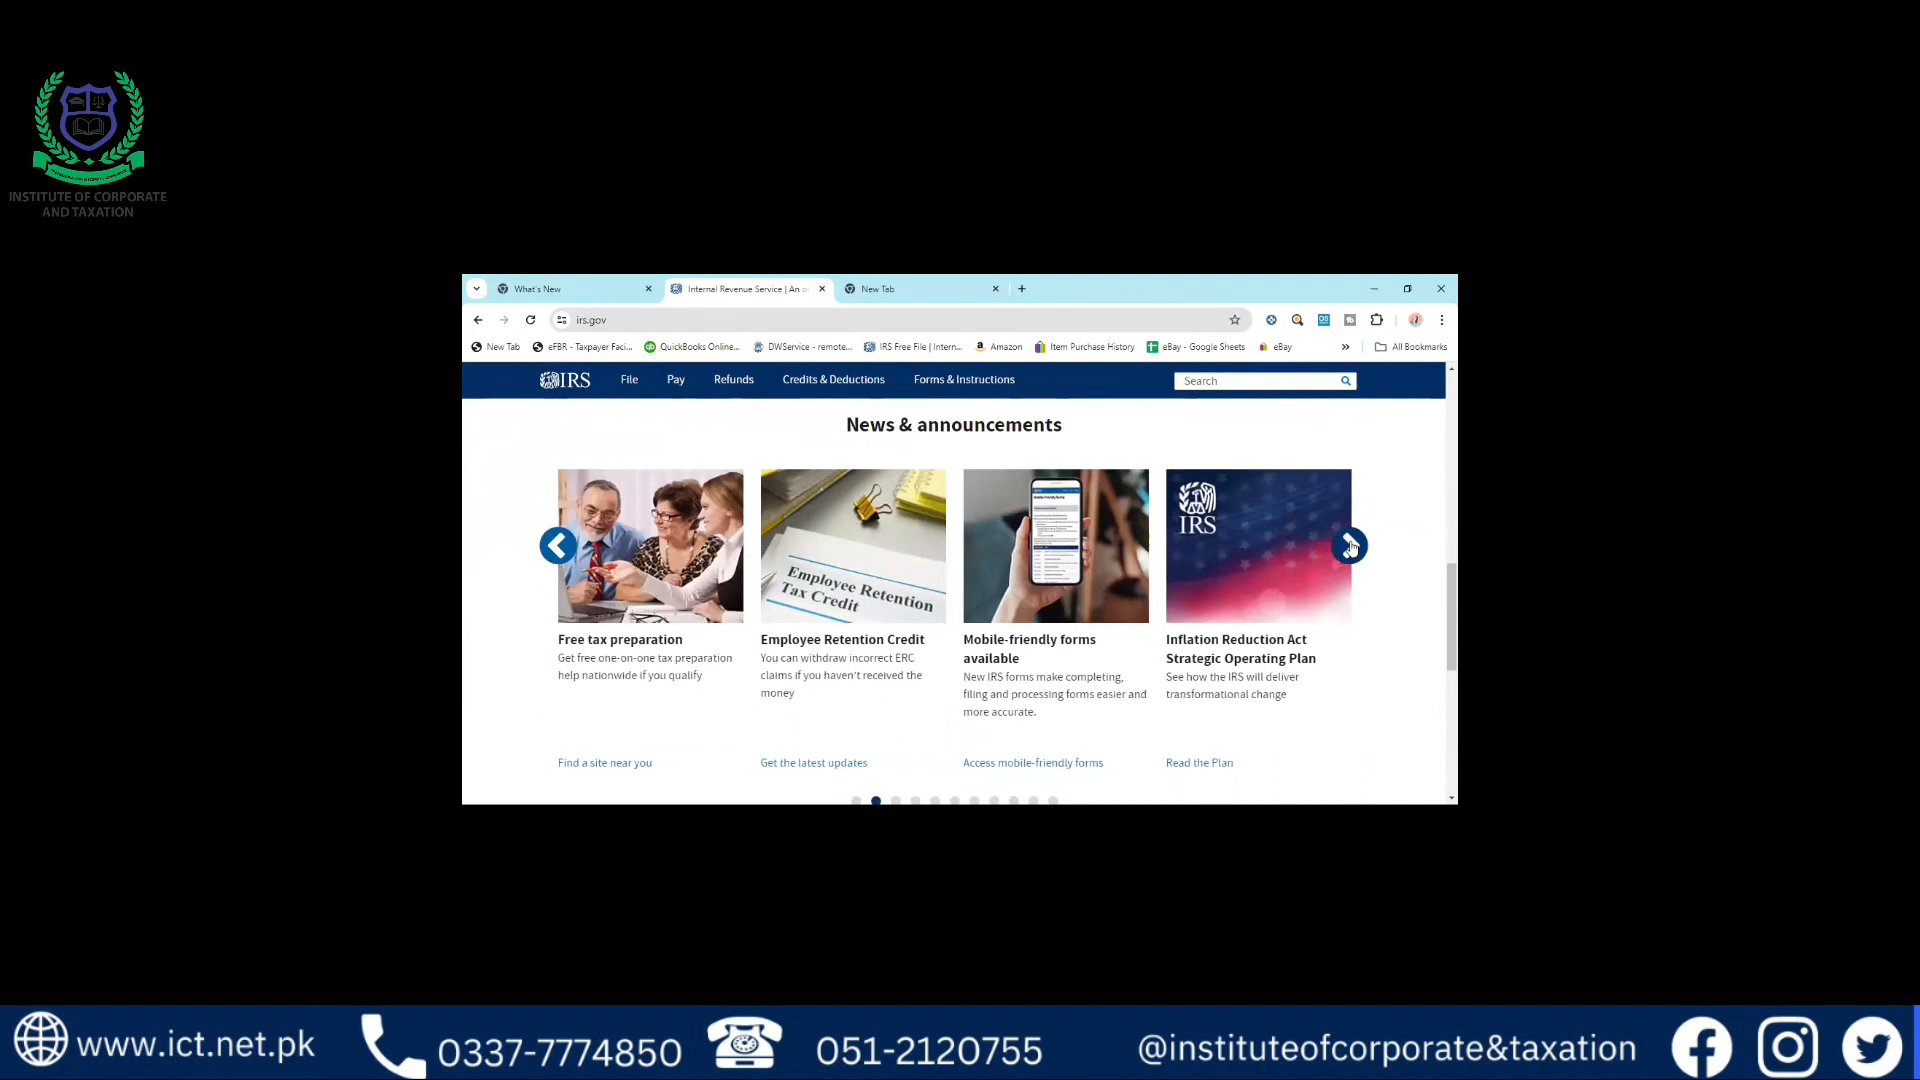 INSTITUTE OF CORPORATE
AND TAXATION
What's New
Internal Revenue Service | An o
New Tab
irs.gov
New Tab
eFBR - Taxpayer Faci...
QuickBooks Online...
DWService - remote...
IRS Free File | Intern...
Amazon
Item Purchase History
eBay - Google Sheets
eBay
All Bookmarks
IRS
File
Pay
Refunds
Credits & Deductions
Forms & Instructions
Search
News & announcements
Employee Retention
Tax Credit
IRS
Free tax preparation
Get free one-on-one tax preparation
help nationwide if you qualify
Find a site near you
Employee Retention Credit
You can withdraw incorrect ERC
claims if you haven't received the
money
Get the latest updates
Mobile-friendly forms
available
New IRS forms make completing,
filing and processing forms easier and
more accurate.
Access mobile-friendly forms
Inflation Reduction Act
Strategic Operating Plan
See how the IRS will deliver
transformational change
Read the Plan
www.ict.net.pk
0337-7774850
051-2120755
@instituteofcorporate&taxation